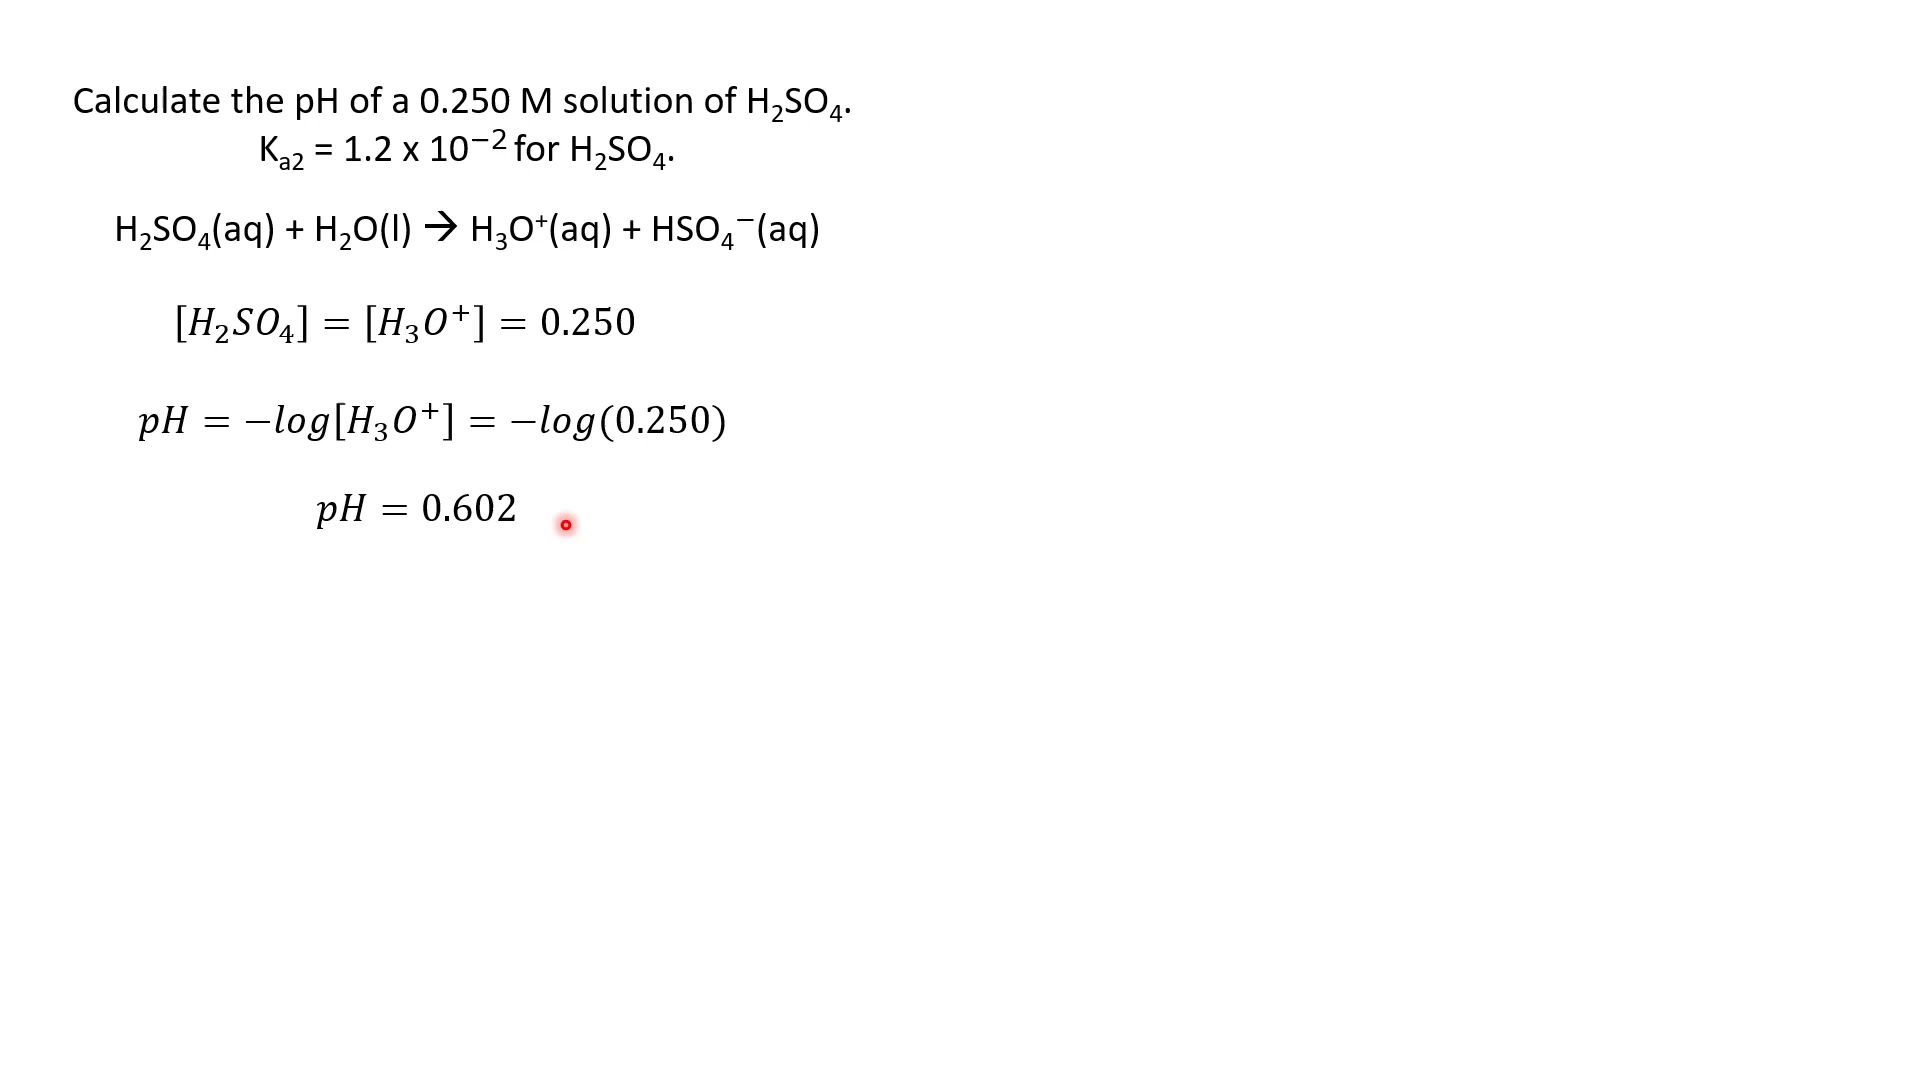 Calculate the pH of a 0.250 M solution of H₂SO₄.
Kₐ₂ = 1.2 x 10⁻² for H₂SO₄.
H₂SO₄(aq) + H₂O(l) → H₃O⁺(aq) + HSO₄⁻(aq)
[H₂SO₄] = [H₃O⁺] = 0.250
pH = −log[H₃O⁺] = −log(0.250)
pH = 0.602